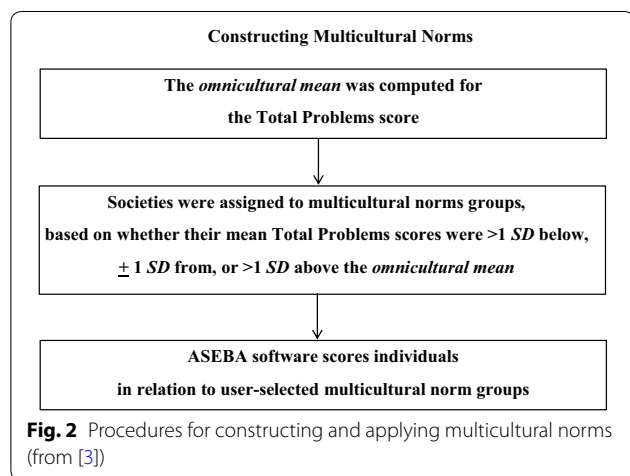 Constructing Multicultural Norms
The omnicultural mean was computed for
the Total Problems score
Societies were assigned to multicultural norms groups,
based on whether their mean Total Problems scores were >1 SD below,
± 1 SD from, or >1 SD above the omnicultural mean
ASEBA software scores individuals
in relation to user-selected multicultural norm groups
Fig. 2 Procedures for constructing and applying multicultural norms
(from [3])